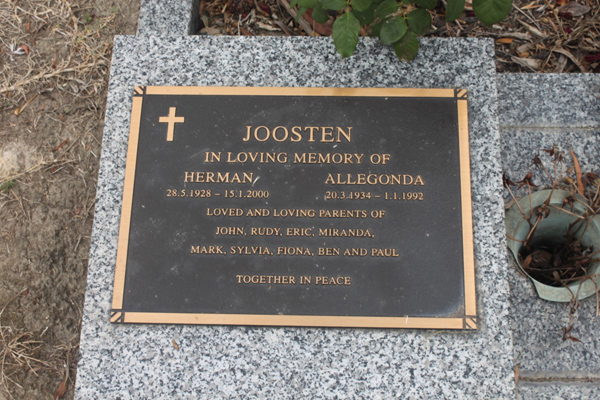 JOOSTEN
IN LOVING MEMORY OF
HERMAN ALLEGONDA
28.5.1928 – 15.1.2000 20.3.1934 – 1.1.1992
LOVED AND LOVING PARENTS OF
JOHN, RUDY, ERIC, MIRANDA,
MARK, SYLVIA, FIONA, BEN AND PAUL
TOGETHER IN PEACE